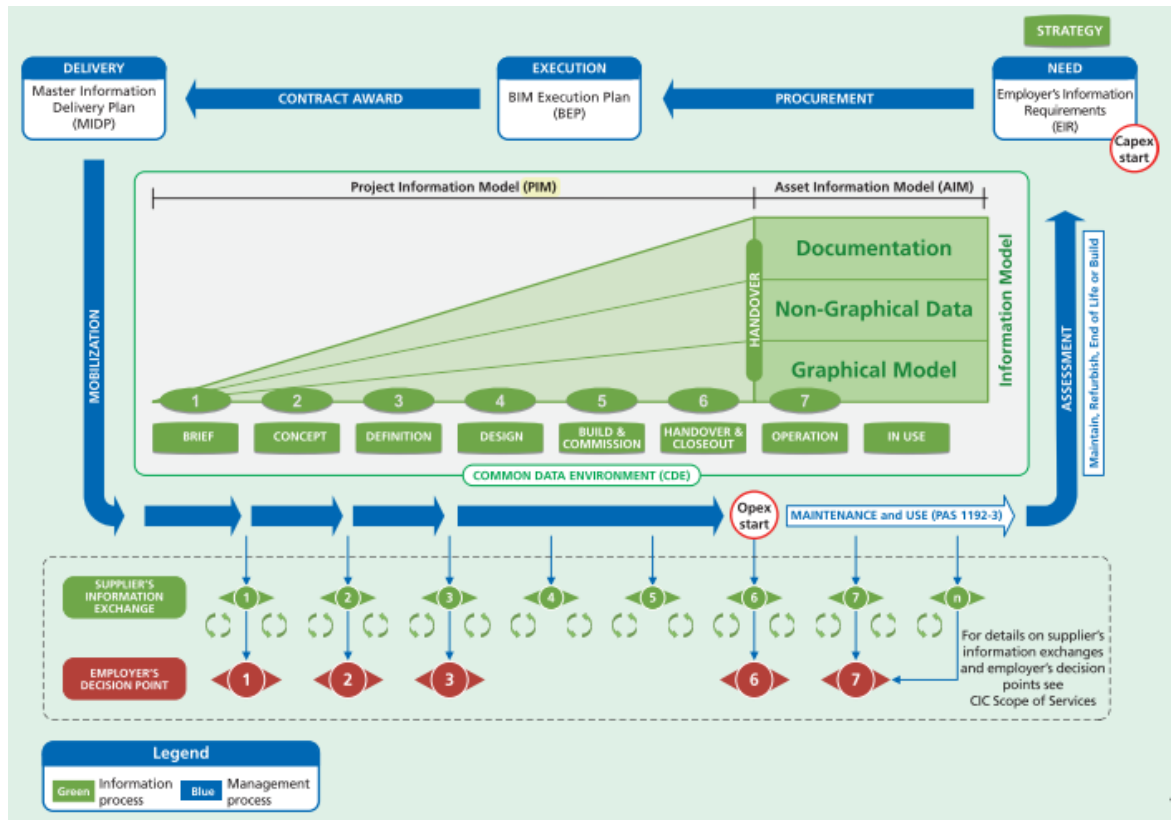 STRATEGY
DELIVERY
Master Information
Delivery Plan
(MIDP)
CONTRACT AWARD
EXECUTION
BIM Execution Plan
(BEP)
PROCUREMENT
NEED
Employer's Information
Requirements
(EIR)
Capex
start
Project Information Model (PIM)
Asset Information Model (AIM)
MOBILIZATION
HANDOVER
Documentation
Non-Graphical Data
Graphical Model
Information Model
ASSESSMENT
Maintain, Refurbish, End of Life or Build
1 2 3 4 5 6 7
BRIEF
CONCEPT
DEFINITION
DESIGN
BUILD &
COMMISSION
HANDOVER &
CLOSEOUT
OPERATION
IN USE
COMMON DATA ENVIRONMENT (CDE)
Opex
start
MAINTENANCE and USE (PAS 1192-3)
SUPPLIER'S
INFORMATION
EXCHANGE
1 2 3 4 5 6 7 n
EMPLOYER'S
DECISION POINT
1 2 3 6 7
For details on supplier's
information exchanges
and employer's decision
points see
CIC Scope of Services
Legend
Green
Information
process
Blue
Management
process